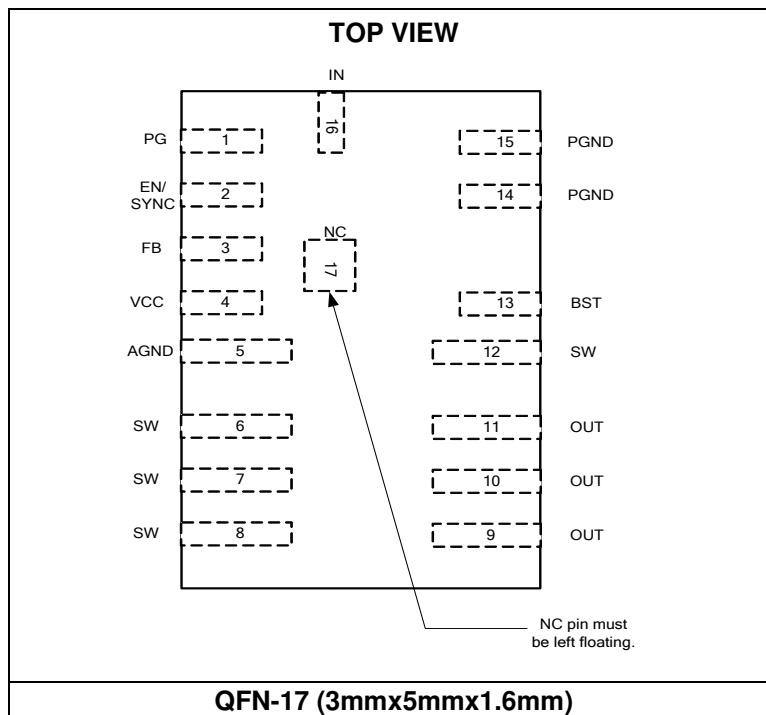 TOP VIEW
IN
16
PG 1 15 PGND
EN/
SYNC 2 14 PGND
FB 3 NC
17
VCC 4 13 BST
AGND 5 12 SW
SW 6 11 OUT
SW 7 10 OUT
SW 8 9 OUT
NC pin must
be left floating.
QFN-17 (3mmx5mmx1.6mm)